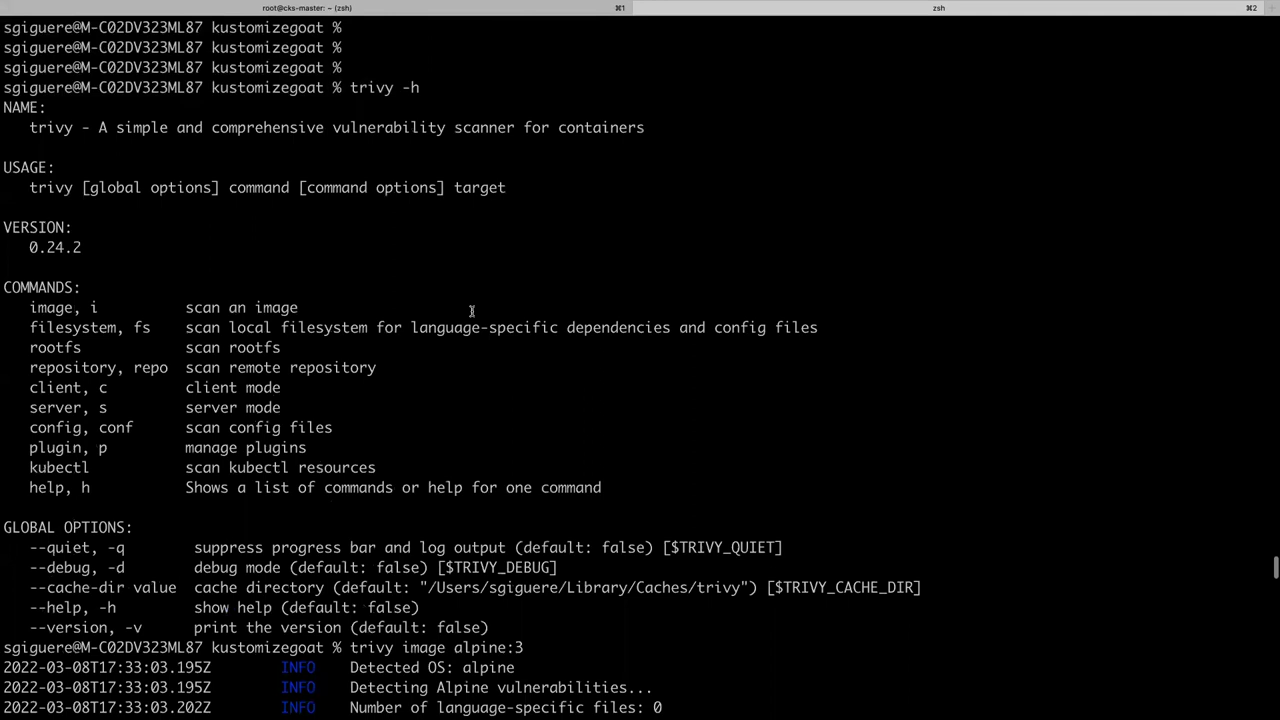 root@cks-master: ~ (zsh) ⌘1 zsh ⌘2
sgiguere@M-C02DV323ML87 kustomizegoat %
sgiguere@M-C02DV323ML87 kustomizegoat %
sgiguere@M-C02DV323ML87 kustomizegoat %
sgiguere@M-C02DV323ML87 kustomizegoat % trivy -h
NAME:
   trivy - A simple and comprehensive vulnerability scanner for containers
USAGE:
   trivy [global options] command [command options] target
VERSION:
   0.24.2
COMMANDS:
   image, i          scan an image
   filesystem, fs    scan local filesystem for language-specific dependencies and config files
   rootfs            scan rootfs
   repository, repo  scan remote repository
   client, c         client mode
   server, s         server mode
   config, conf      scan config files
   plugin, p         manage plugins
   kubectl           scan kubectl resources
   help, h           Shows a list of commands or help for one command
GLOBAL OPTIONS:
   --quiet, -q        suppress progress bar and log output (default: false) [$TRIVY_QUIET]
   --debug, -d        debug mode (default: false) [$TRIVY_DEBUG]
   --cache-dir value  cache directory (default: "/Users/sgiguere/Library/Caches/trivy") [$TRIVY_CACHE_DIR]
   --help, -h         show help (default: false)
   --version, -v      print the version (default: false)
sgiguere@M-C02DV323ML87 kustomizegoat % trivy image alpine:3
2022-03-08T17:33:03.195Z        INFO    Detected OS: alpine
2022-03-08T17:33:03.195Z        INFO    Detecting Alpine vulnerabilities...
2022-03-08T17:33:03.202Z        INFO    Number of language-specific files: 0